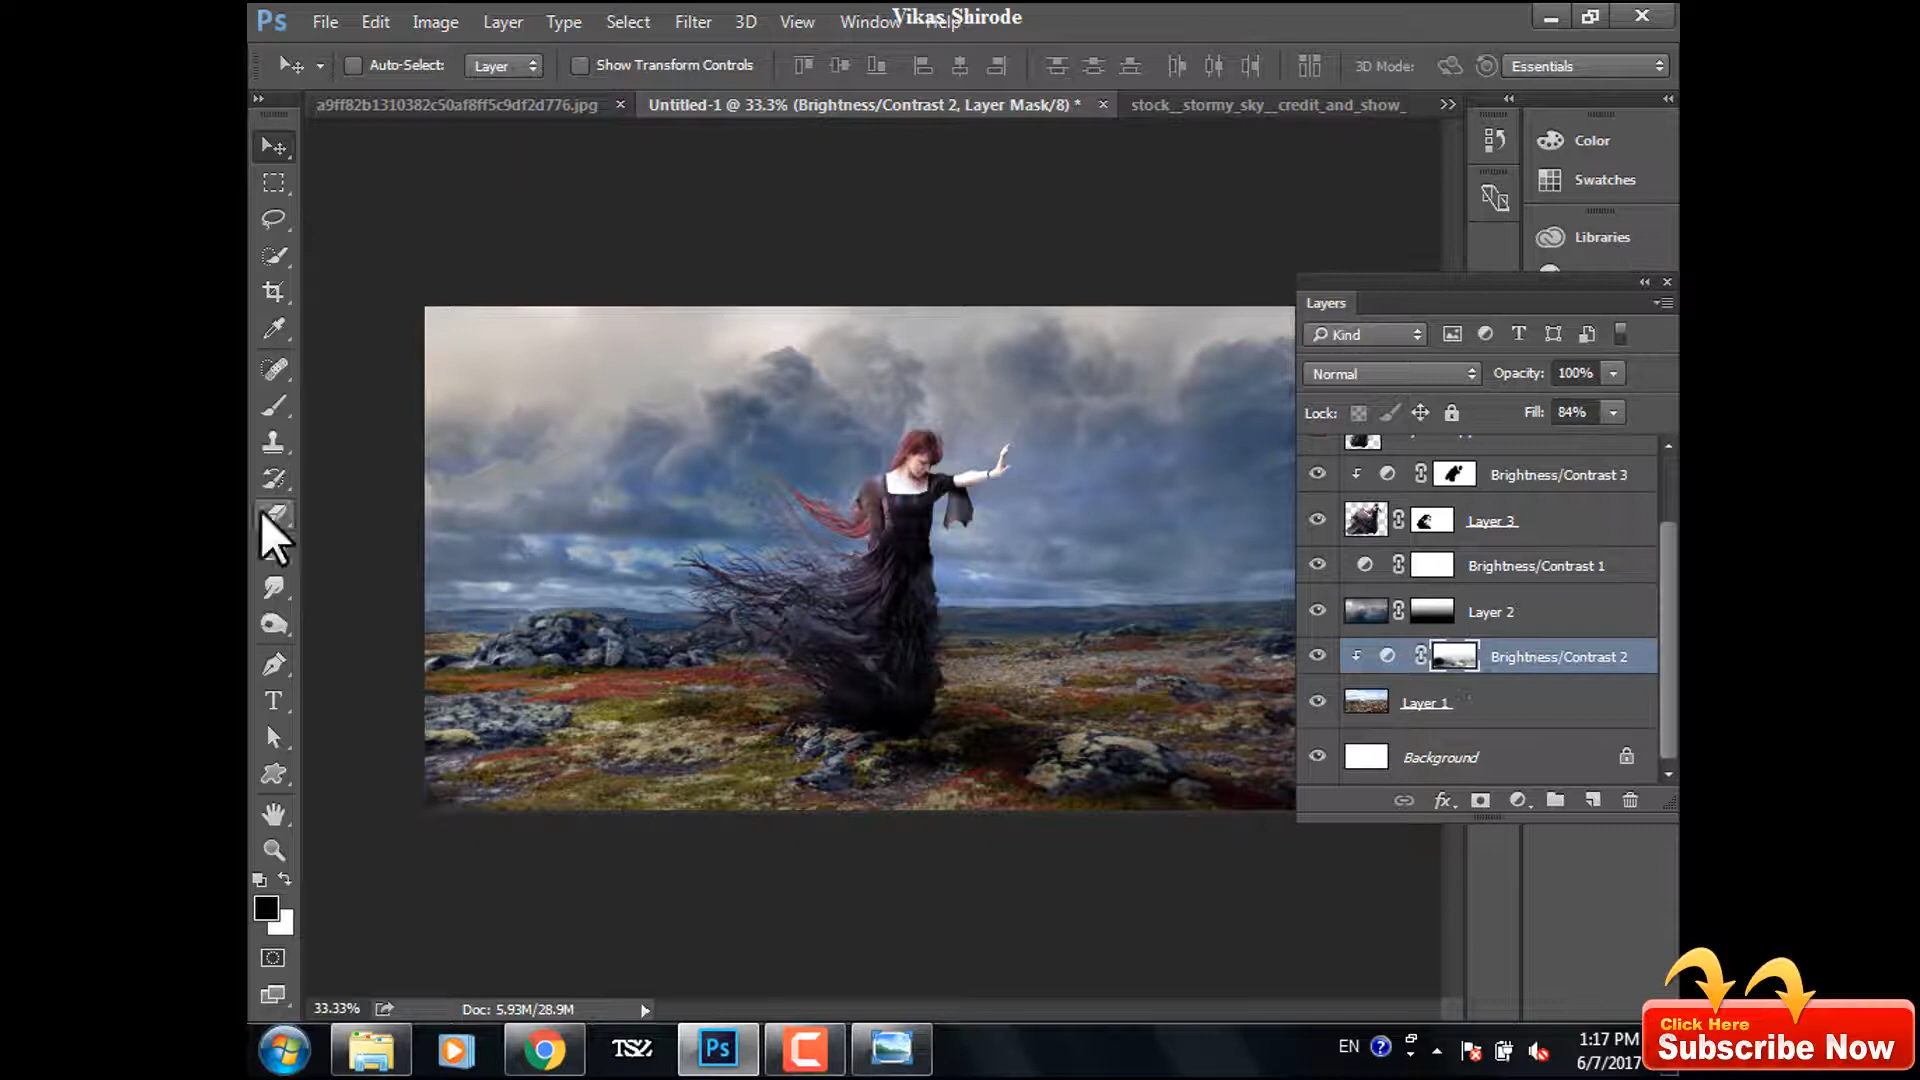 Vikas Shirode
Ps File Edit Image Layer Type Select Filter 3D View Window Help
Auto-Select: Layer Show Transform Controls 3D Mode: Essentials
a9ff82b1310382c50af8ff5c9df2d776.jpg × Untitled-1 @ 33.3% (Brightness/Contrast 2, Layer Mask/8) * × stock__stormy_sky__credit_and_show_
Color
Swatches
Libraries
Layers
Kind
Normal Opacity: 100%
Lock: Fill: 84%
Brightness/Contrast 3
Layer 3
Brightness/Contrast 1
Layer 2
Brightness/Contrast 2
Layer 1
Background
fx
33.33% Doc: 5.93M/28.9M
TSZ Ps EN 1:17 PM
6/7/2017
Click Here
Subscribe Now